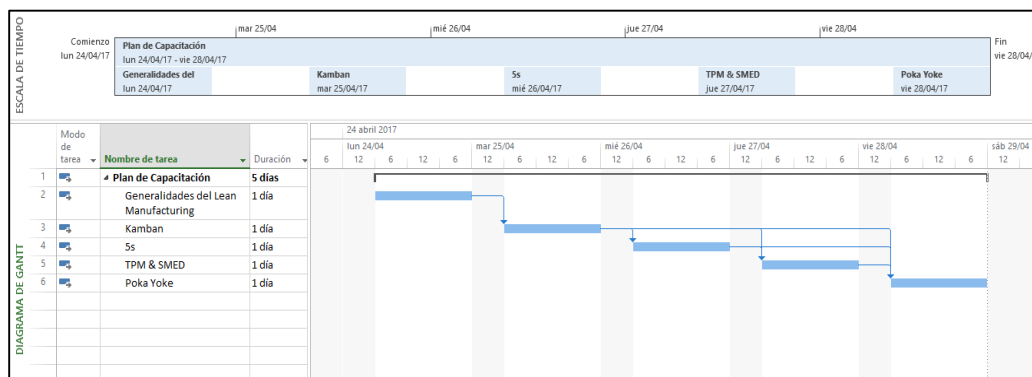 ESCALA DE TIEMPO
mar 25/04 mié 26/04 jue 27/04 vie 28/04
Comienzo
lun 24/04/17
Plan de Capacitación
lun 24/04/17 - vie 28/04/17
Fin
vie 28/04/
Generalidades del Kamban 5s TPM & SMED Poka Yoke
lun 24/04/17 mar 25/04/17 mié 26/04/17 jue 27/04/17 vie 28/04/17
DIAGRAMA DE GANTT
Modo
de
tarea Nombre de tarea Duración
24 abril 2017
lun 24/04 mar 25/04 mié 26/04 jue 27/04 vie 28/04 sáb 29/04
6 12 6 12 6 12 6 12 6 12 6 12 6 12 6 12 6 12 6 12
1 Plan de Capacitación 5 días
2 Generalidades del Lean 1 día
Manufacturing
3 Kamban 1 día
4 5s 1 día
5 TPM & SMED 1 día
6 Poka Yoke 1 día